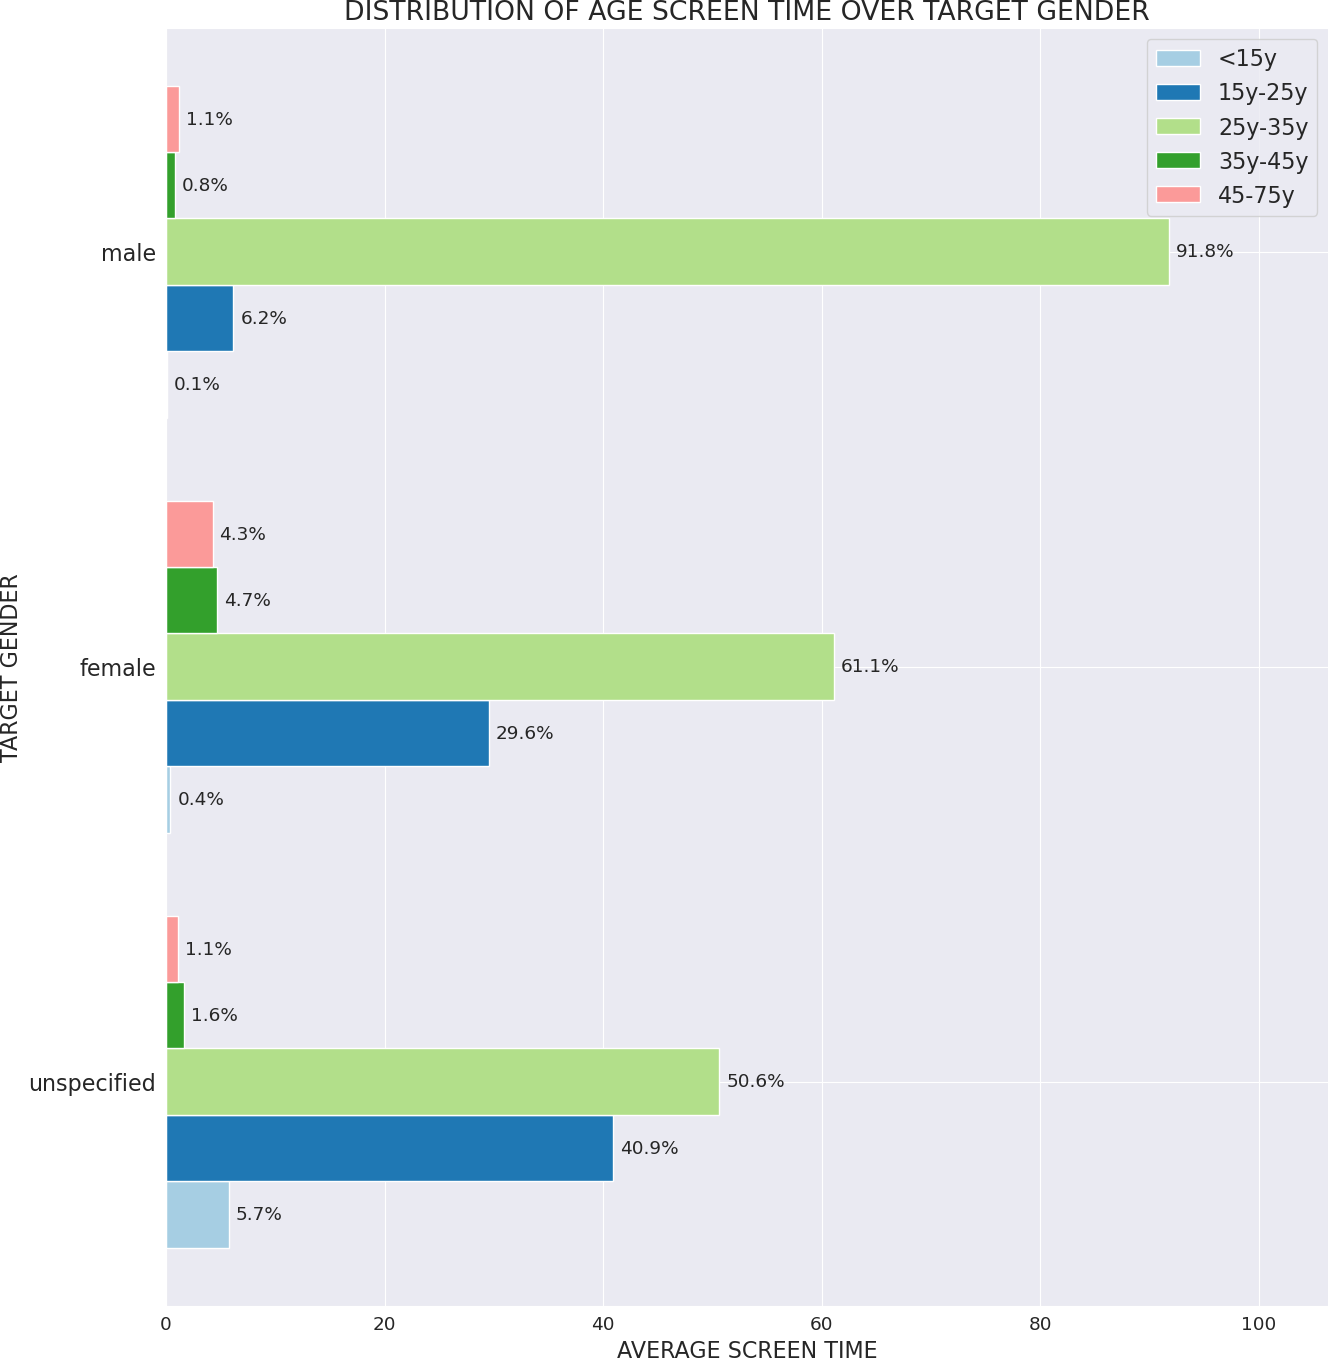 DISTRIBUTION OF AGE SCREEN TIME OVER TARGET GENDER
<15y
15y-25y
25y-35y
35y-45y
45-75y
1.1%
0.8%
male
91.8%
6.2%
0.1%
4.3%
4.7%
female
61.1%
29.6%
0.4%
1.1%
1.6%
unspecified
50.6%
40.9%
5.7%
TARGET GENDER
0 20 40 60 80 100
AVERAGE SCREEN TIME